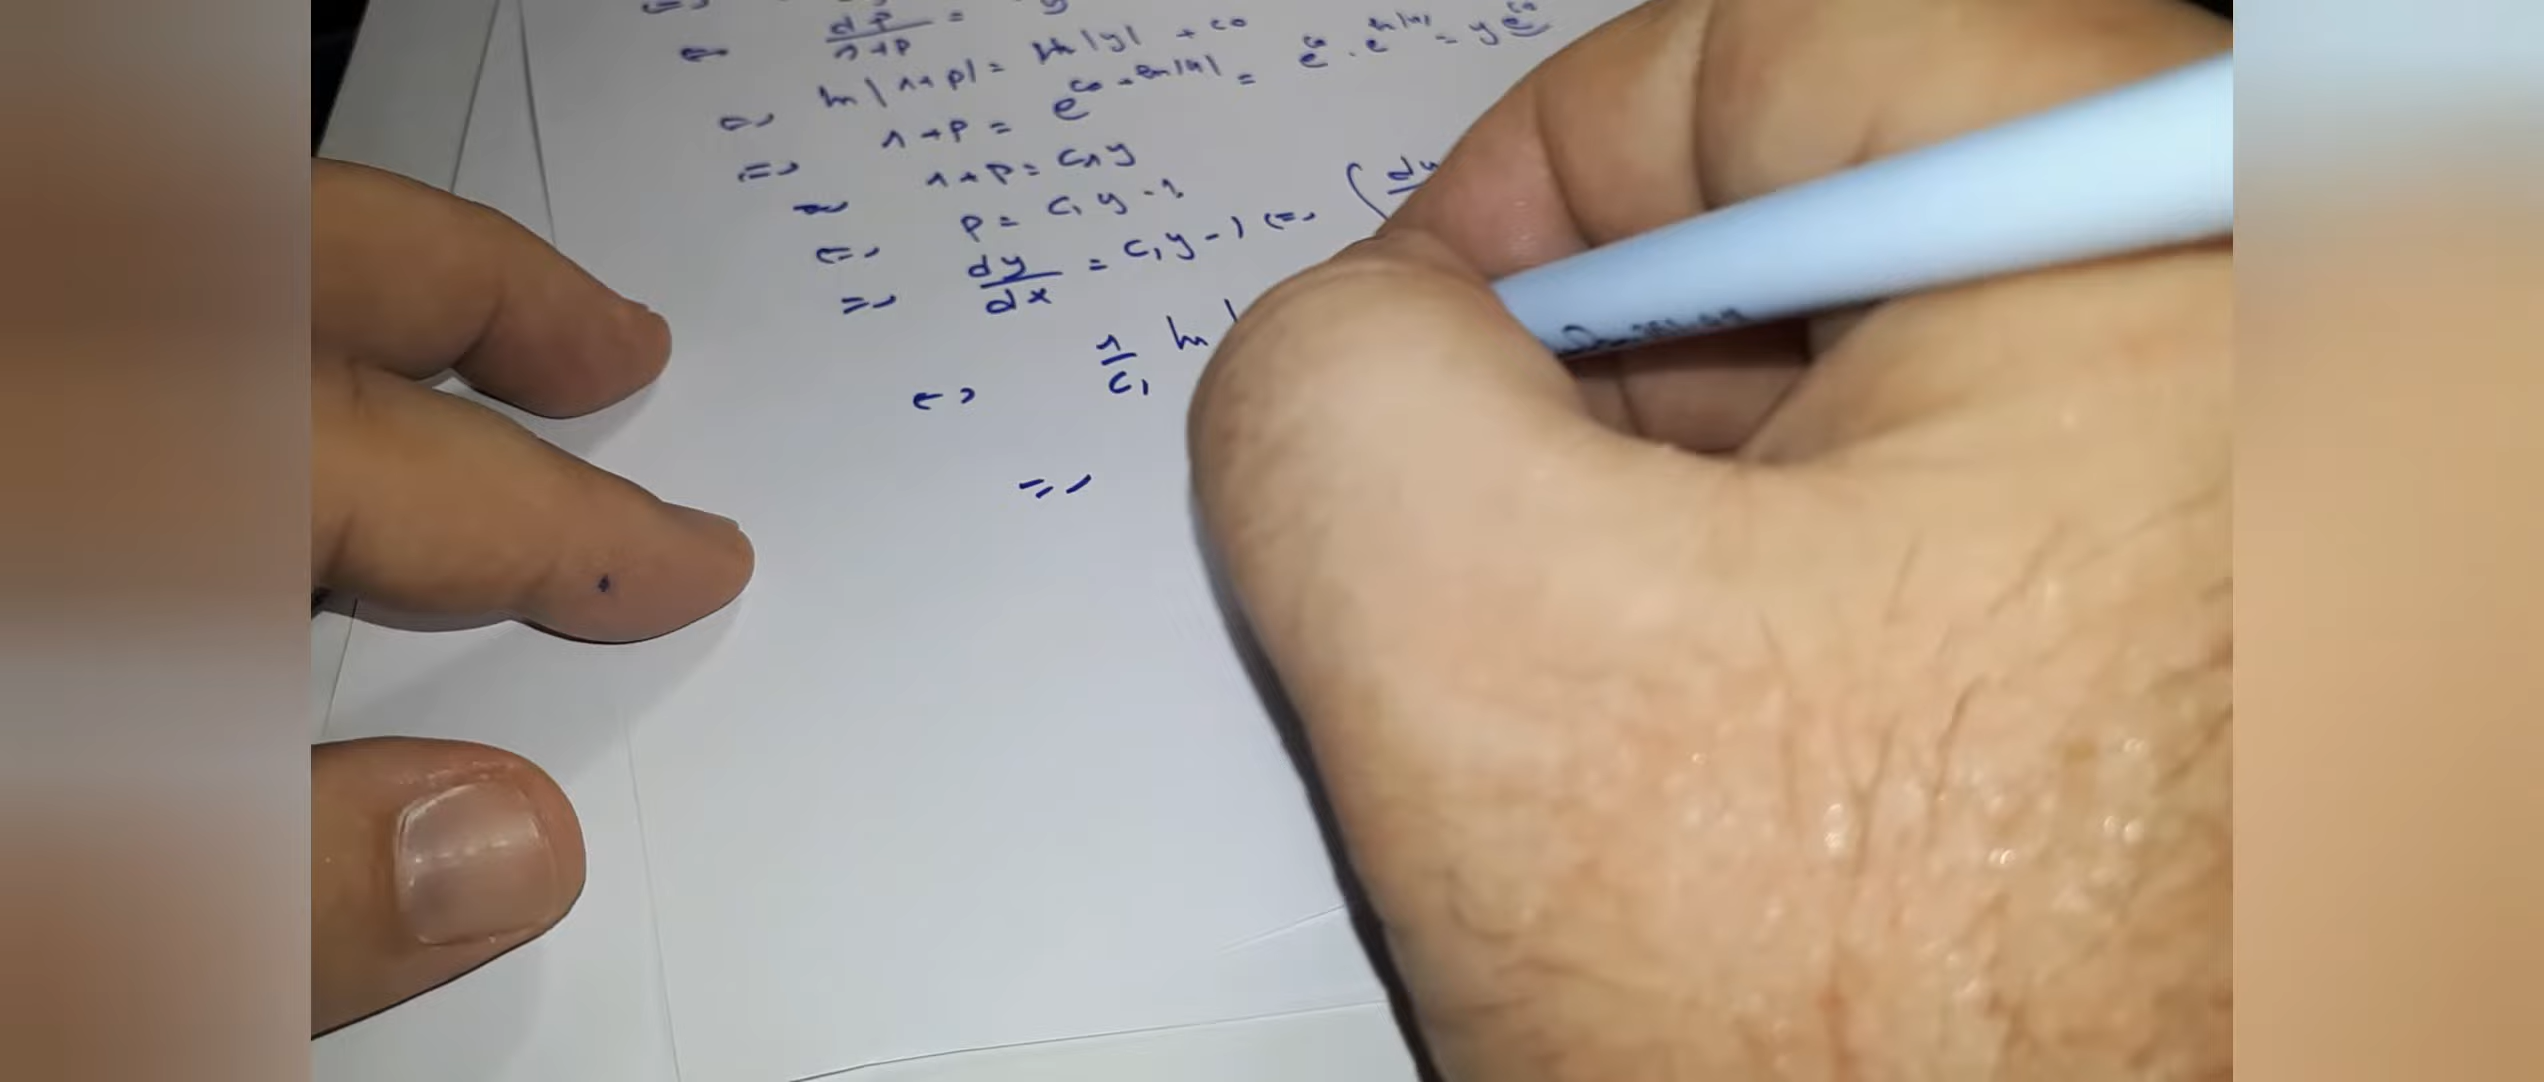 dp/1+p =
<=> ln|1+p| = ln|y| + c0
=> 1+p = e^(c0+ln|y|) = e^c0 . e^ln|y| = y e^c0
1+p = c1y
<=> p = c1y-1
=> dy/dx = c1y-1 <=> ∫ dy
<=> 1/c1 ln|
=>